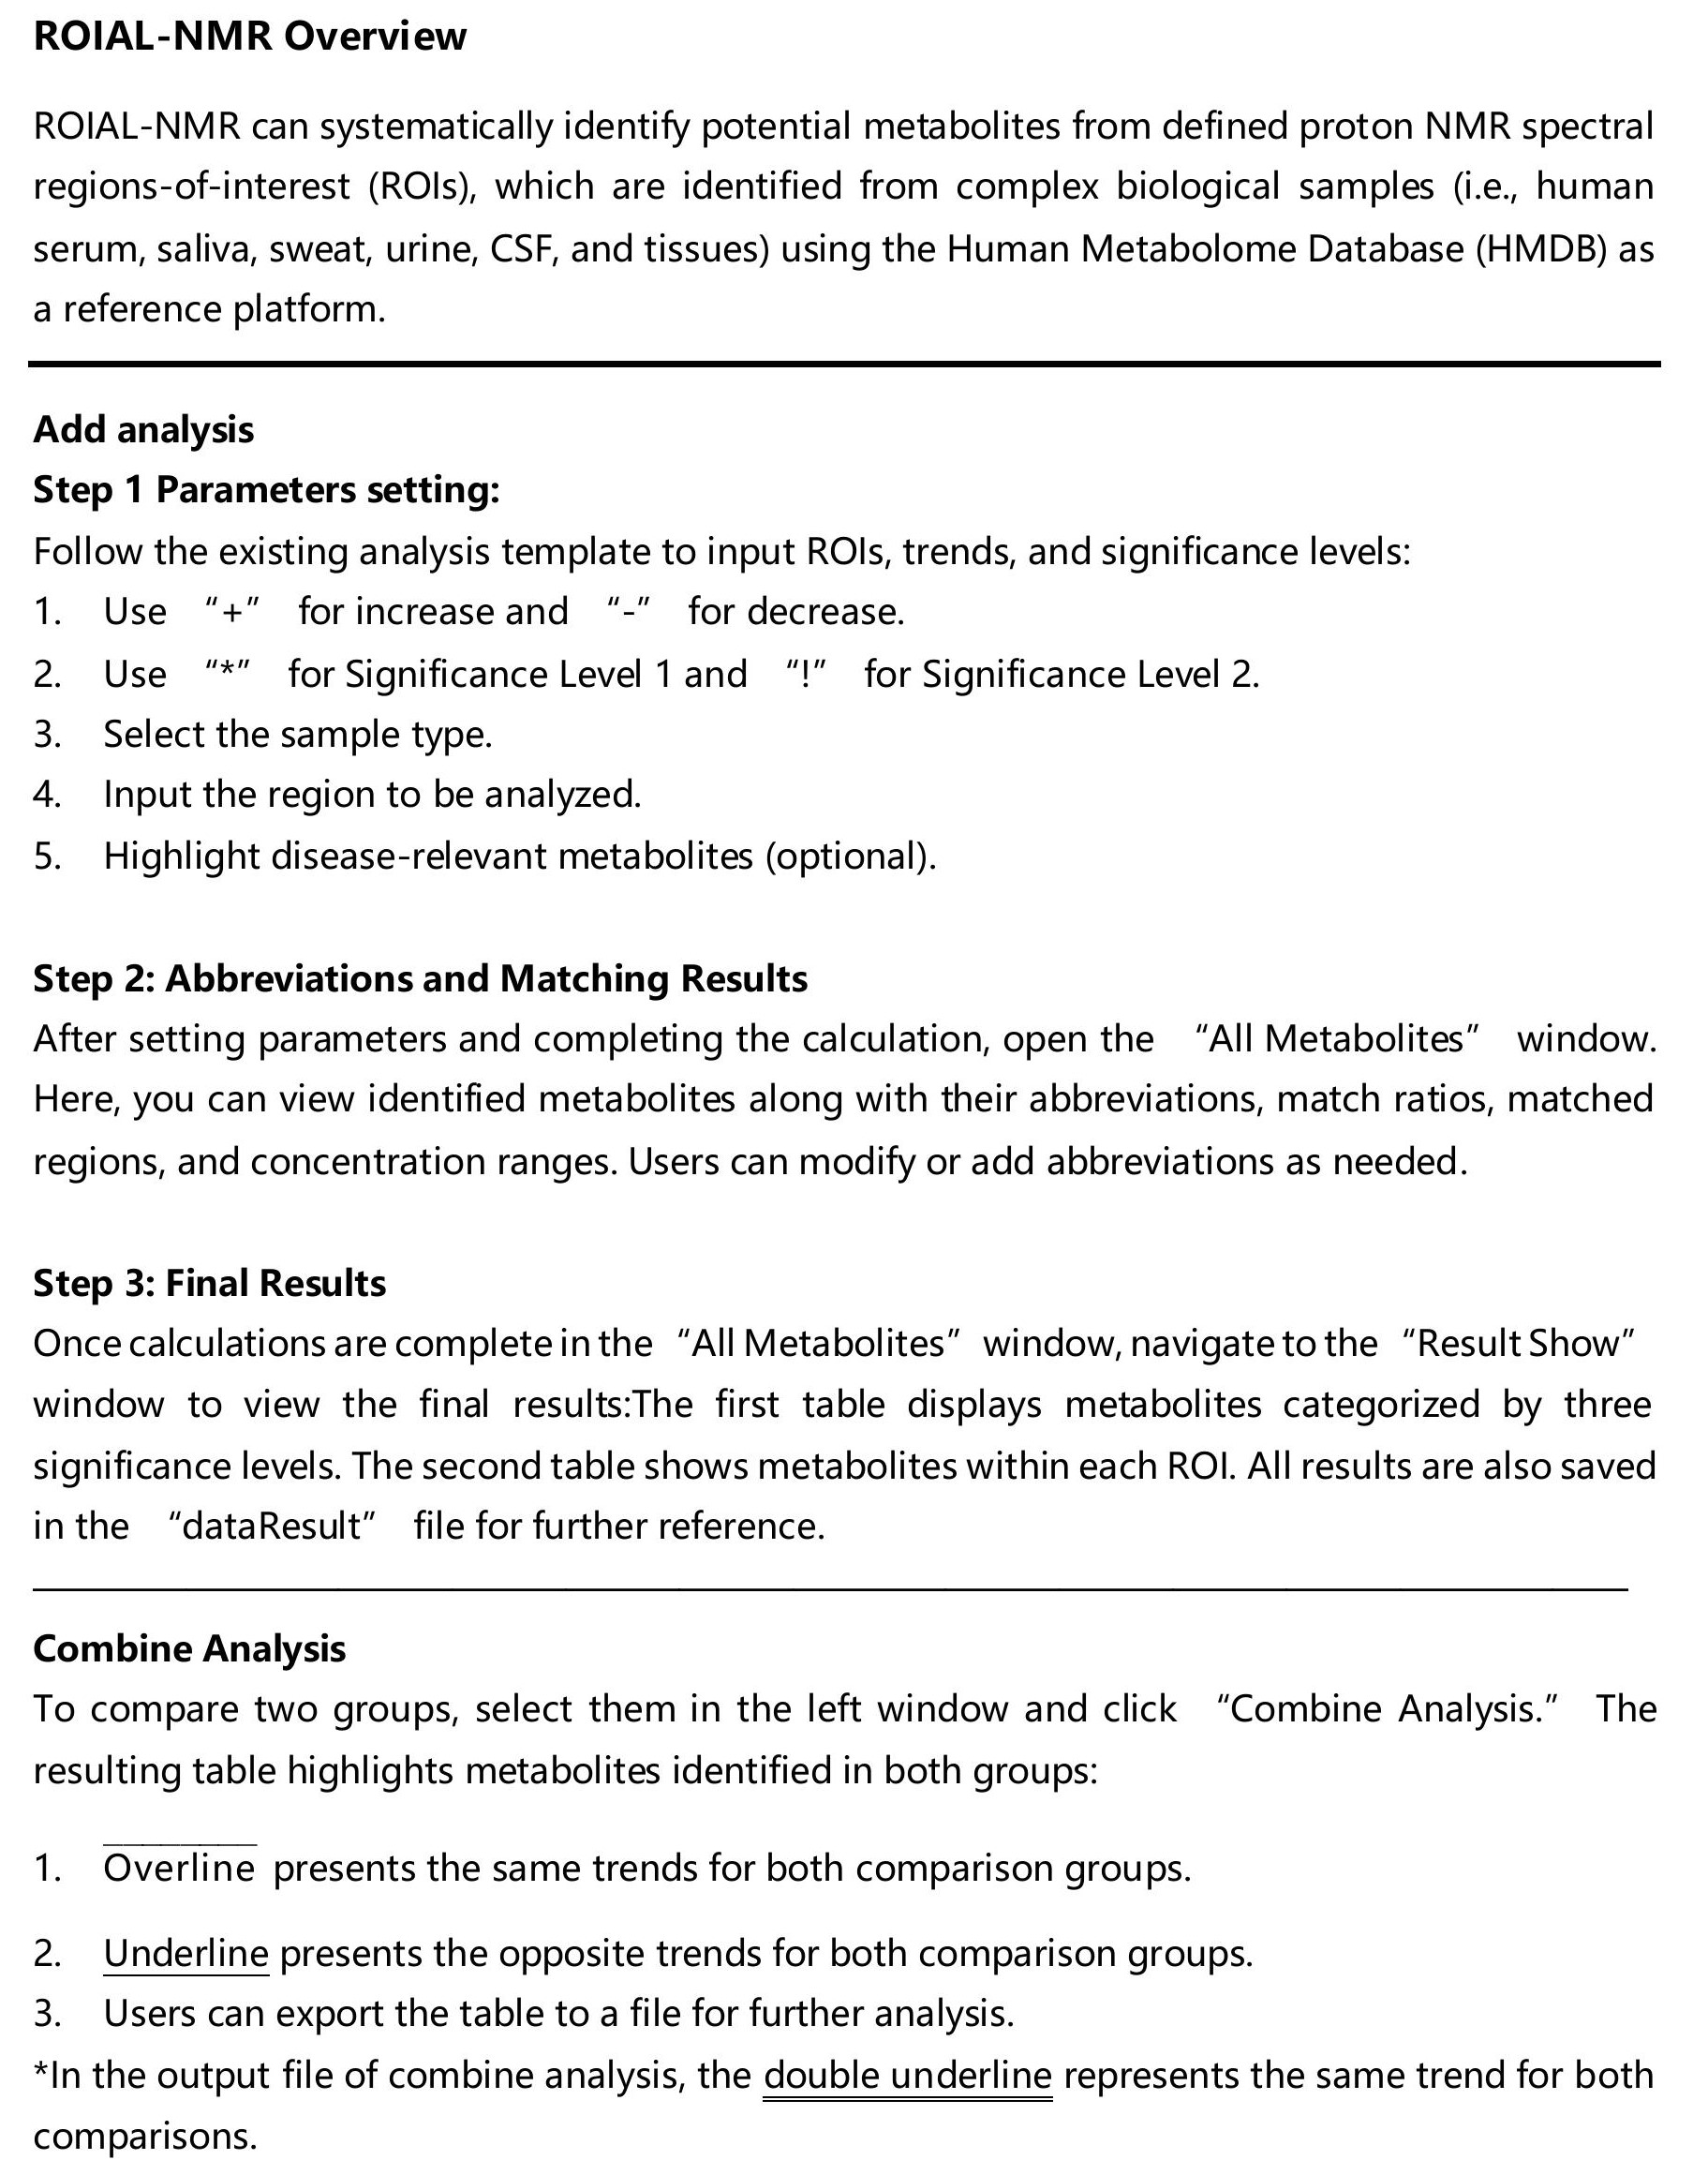 ROIAL-NMR Overview
ROIAL-NMR can systematically identify potential metabolites from defined proton NMR spectral
regions-of-interest (ROIs), which are identified from complex biological samples (i.e., human
serum, saliva, sweat, urine, CSF, and tissues) using the Human Metabolome Database (HMDB) as
a reference platform.
Add analysis
Step 1 Parameters setting:
Follow the existing analysis template to input ROIs, trends, and significance levels:
1. Use “+” for increase and “-” for decrease.
2. Use “*” for Significance Level 1 and “!” for Significance Level 2.
3. Select the sample type.
4. Input the region to be analyzed.
5. Highlight disease-relevant metabolites (optional).
Step 2: Abbreviations and Matching Results
After setting parameters and completing the calculation, open the “All Metabolites” window.
Here, you can view identified metabolites along with their abbreviations, match ratios, matched
regions, and concentration ranges. Users can modify or add abbreviations as needed.
Step 3: Final Results
Once calculations are complete in the “All Metabolites” window, navigate to the “Result Show”
window to view the final results:The first table displays metabolites categorized by three
significance levels. The second table shows metabolites within each ROI. All results are also saved
in the “dataResult” file for further reference.
Combine Analysis
To compare two groups, select them in the left window and click “Combine Analysis.” The
resulting table highlights metabolites identified in both groups:
1. Overline presents the same trends for both comparison groups.
2. Underline presents the opposite trends for both comparison groups.
3. Users can export the table to a file for further analysis.
*In the output file of combine analysis, the double underline represents the same trend for both
comparisons.